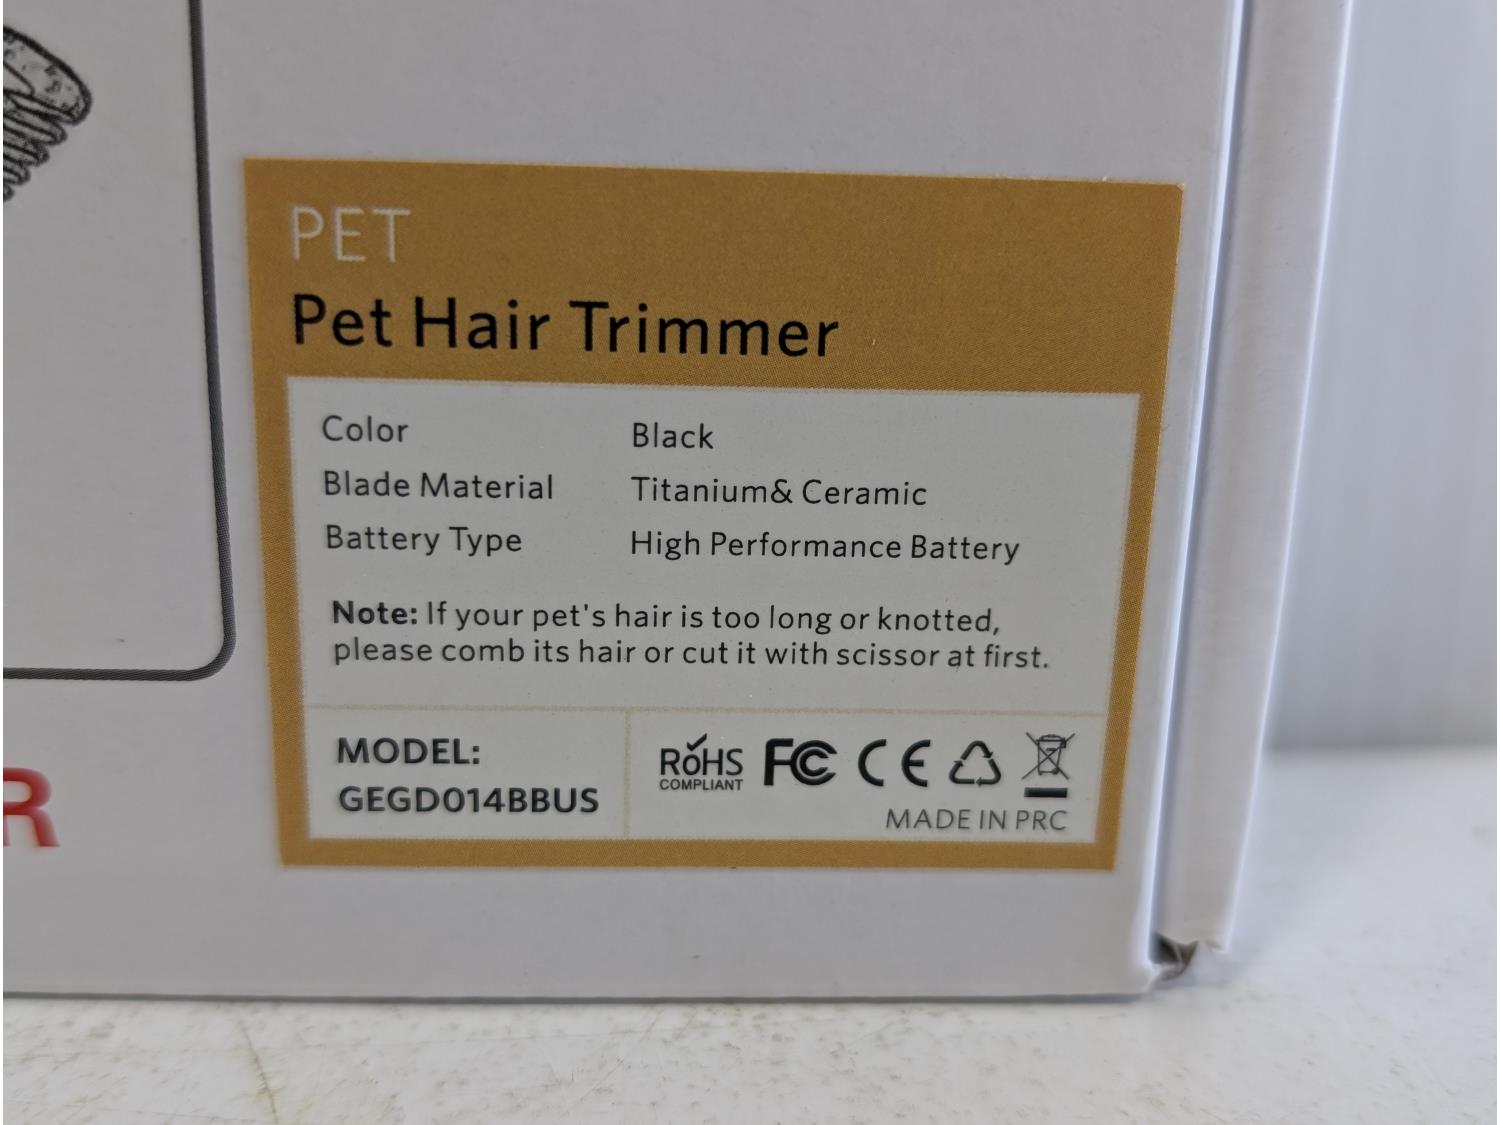 PET
Pet Hair Trimmer
Color Black
Blade Material Titanium& Ceramic
Battery Type High Performance Battery
Note: If your pet's hair is too long or knotted,
please comb its hair or cut it with scissor at first.
MODEL:
GEGD014BBUS
RoHS
COMPLIANT
FC CE
MADE IN PRC
R